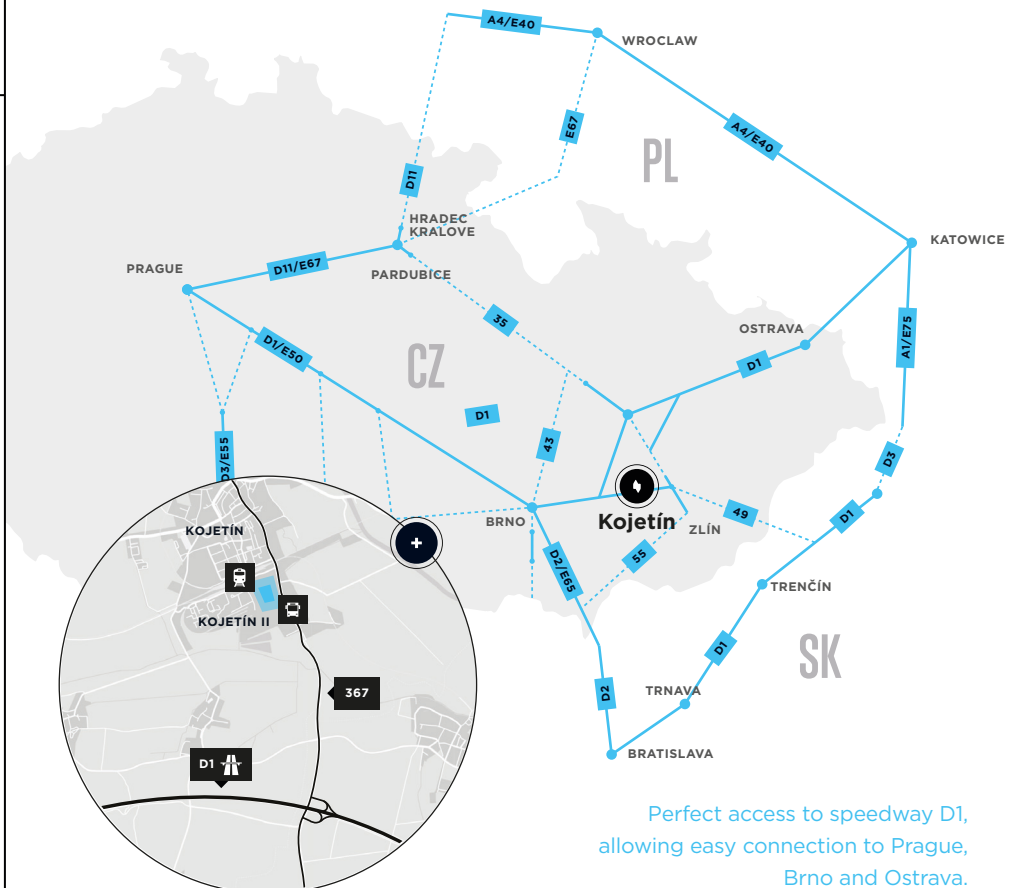 A4/E40
WROCLAW
E67
A4/E40
PL
D11
HRADEC
KRALOVE
KATOWICE
PRAGUE
D11/E67
PARDUBICE
35
OSTRAVA
A1/E75
D1/E50
CZ
D1
D1
43
D3/E55
D3
Kojetín
49
D1
BRNO
ZLÍN
KOJETÍN
+
55
D2/E65
TRENČÍN
KOJETÍN II
D1
SK
367
D2
TRNAVA
BRATISLAVA
D1
Perfect access to speedway D1,
allowing easy connection to Prague,
Brno and Ostrava.